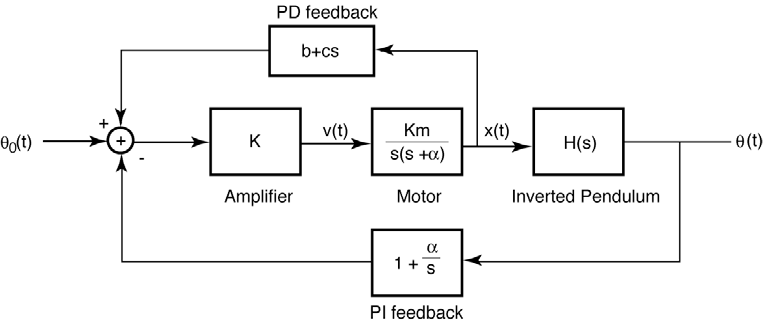 PD feedback
b+cs
+
θ0(t)
+
-
K
v(t)
Km
s(s +α)
x(t)
H(s)
θ(t)
Amplifier
Motor
Inverted Pendulum
1 + α
s
PI feedback